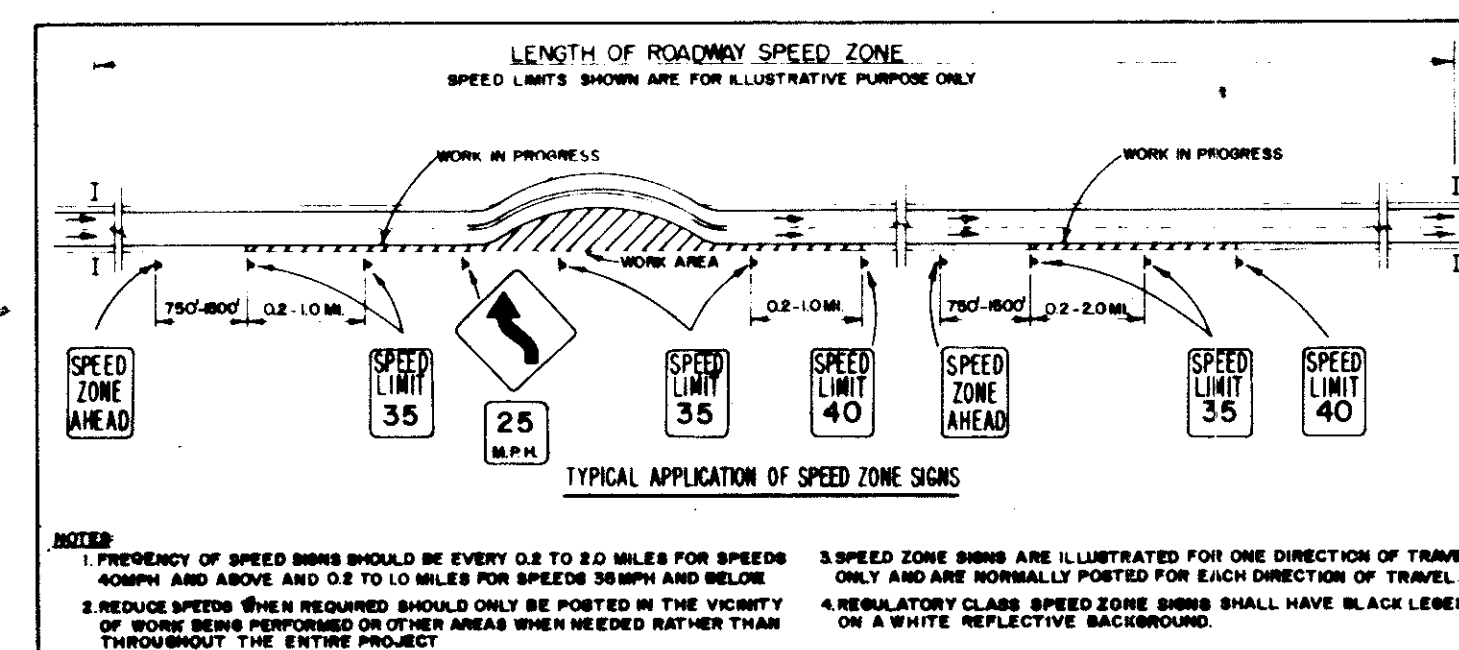 LENGTH OF ROADWAY SPEED ZONE
SPEED LIMITS SHOWN ARE FOR ILLUSTRATIVE PURPOSE ONLY
WORK IN PROGRESS
WORK IN PROGRESS
I
I
I
I
WORK AREA
750'-1500'
0.2-1.0 MI.
0.2-1.0 MI.
750'-1500'
0.2-2.0 MI.
SPEED
ZONE
AHEAD
SPEED
LIMIT
35
25
M.P.H.
SPEED
LIMIT
35
SPEED
LIMIT
40
SPEED
ZONE
AHEAD
SPEED
LIMIT
35
SPEED
LIMIT
40
TYPICAL APPLICATION OF SPEED ZONE SIGNS
NOTES:
1. FREQENCY OF SPEED SIGNS SHOULD BE EVERY 0.2 TO 2.0 MILES FOR SPEEDS
40MPH AND ABOVE AND 0.2 TO 1.0 MILES FOR SPEEDS 35 MPH AND BELOW
2. REDUCE SPEEDS WHEN REQUIRED SHOULD ONLY BE POSTED IN THE VICINITY
OF WORK BEING PERFORMED OR OTHER AREAS WHEN NEEDED RATHER THAN
THROUGHOUT THE ENTIRE PROJECT
3. SPEED ZONE SIGNS ARE ILLUSTRATED FOR ONE DIRECTION OF TRAVE
ONLY AND ARE NORMALLY POSTED FOR EACH DIRECTION OF TRAVEL.
4. REGULATORY CLASS SPEED ZONE SIGNS SHALL HAVE BLACK LEGE
ON A WHITE REFLECTIVE BACKGROUND.